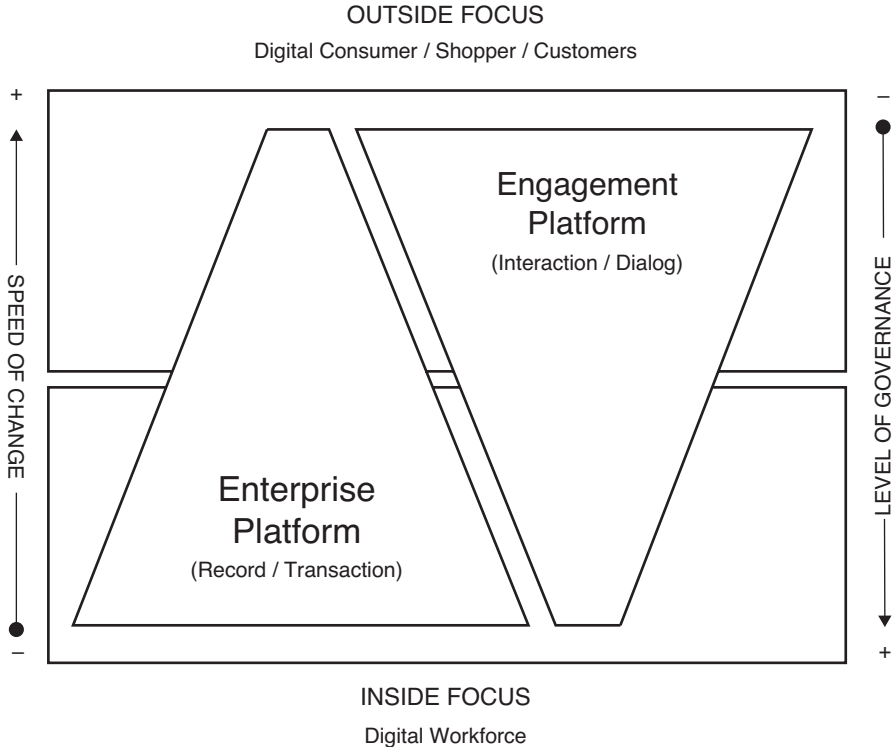 OUTSIDE FOCUS
Digital Consumer / Shopper / Customers
+
–
SPEED OF CHANGE
LEVEL OF GOVERNANCE
Engagement
Platform
(Interaction / Dialog)
Enterprise
Platform
(Record / Transaction)
–
+
INSIDE FOCUS
Digital Workforce